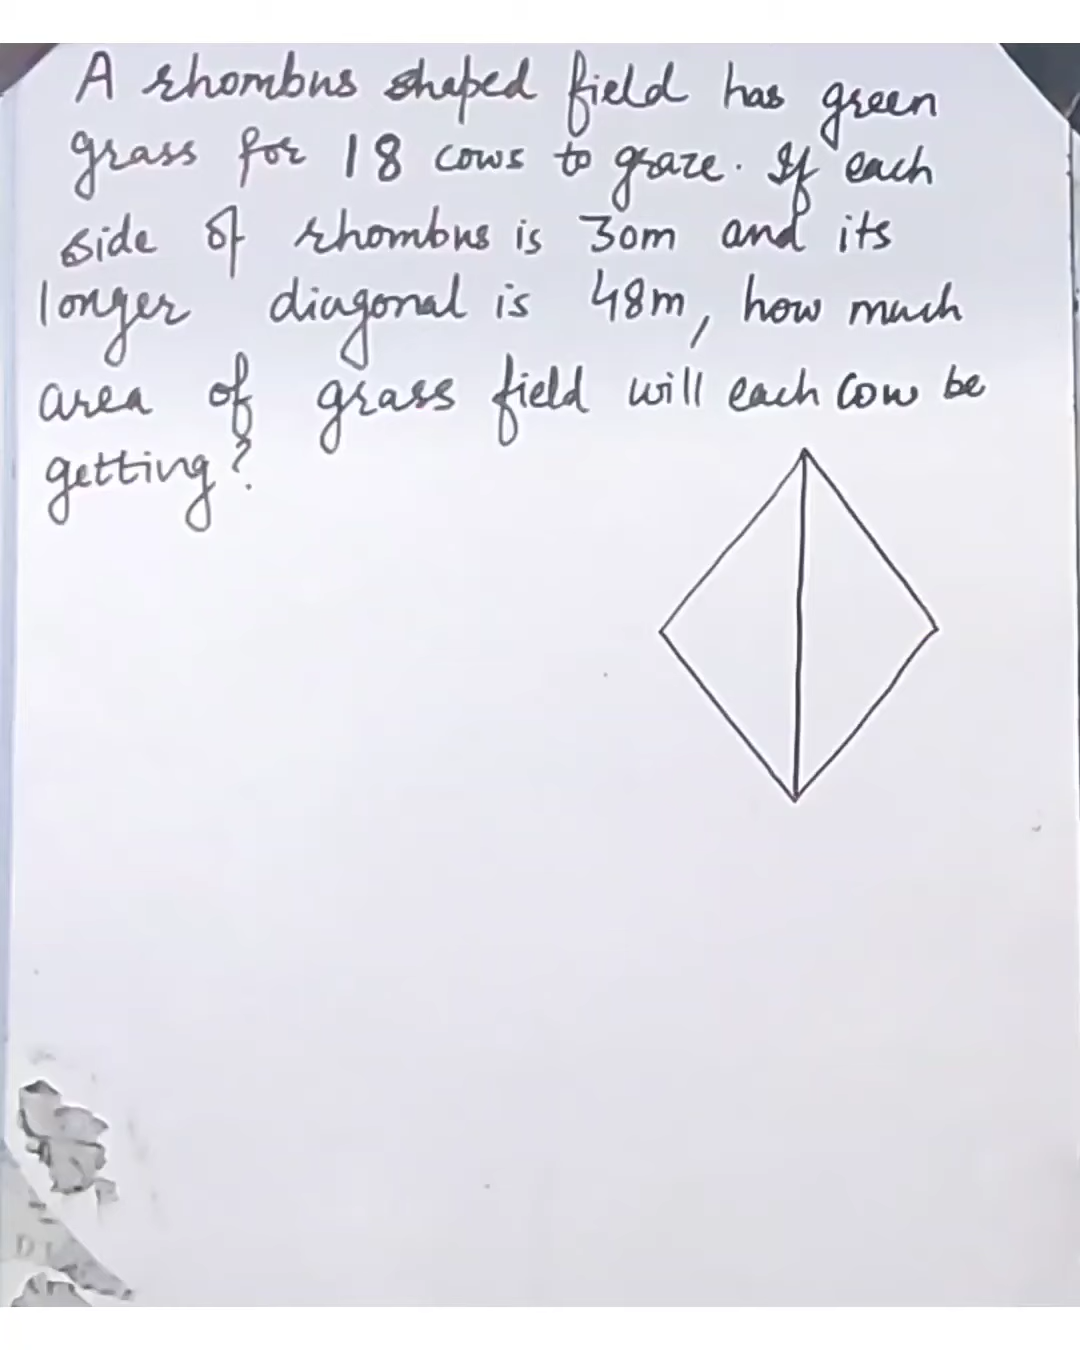 A rhombus shaped field has green
grass for 18 cows to graze. If each
side of rhombus is 30m and its
longer diagonal is 48m, how much
area of grass field will each cow be
getting?